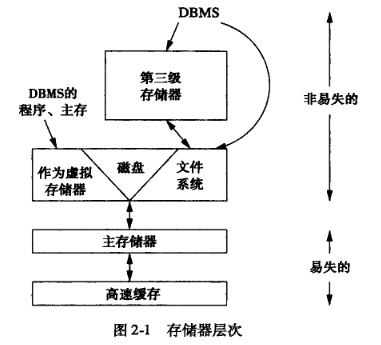 DBMS
第三级
存储器
DBMS的
程序、主存
非易失的
作为虚拟
存储器
磁盘
文件
系统
主存储器
易失的
高速缓存
图 2-1 存储器层次